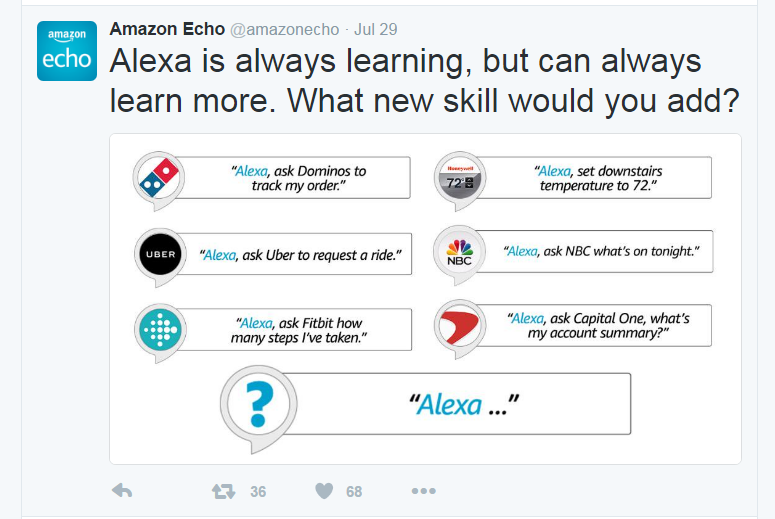 amazon
echo
Amazon Echo @amazonecho · Jul 29
Alexa is always learning, but can always
learn more. What new skill would you add?
“Alexa, ask Dominos to
track my order.”
Honeywell
72
“Alexa, set downstairs
temperature to 72.”
UBER
“Alexa, ask Uber to request a ride.”
NBC
“Alexa, ask NBC what’s on tonight.”
“Alexa, ask Fitbit how
many steps I’ve taken.”
“Alexa, ask Capital One, what’s
my account summary?”
?
“Alexa ...”
36
68